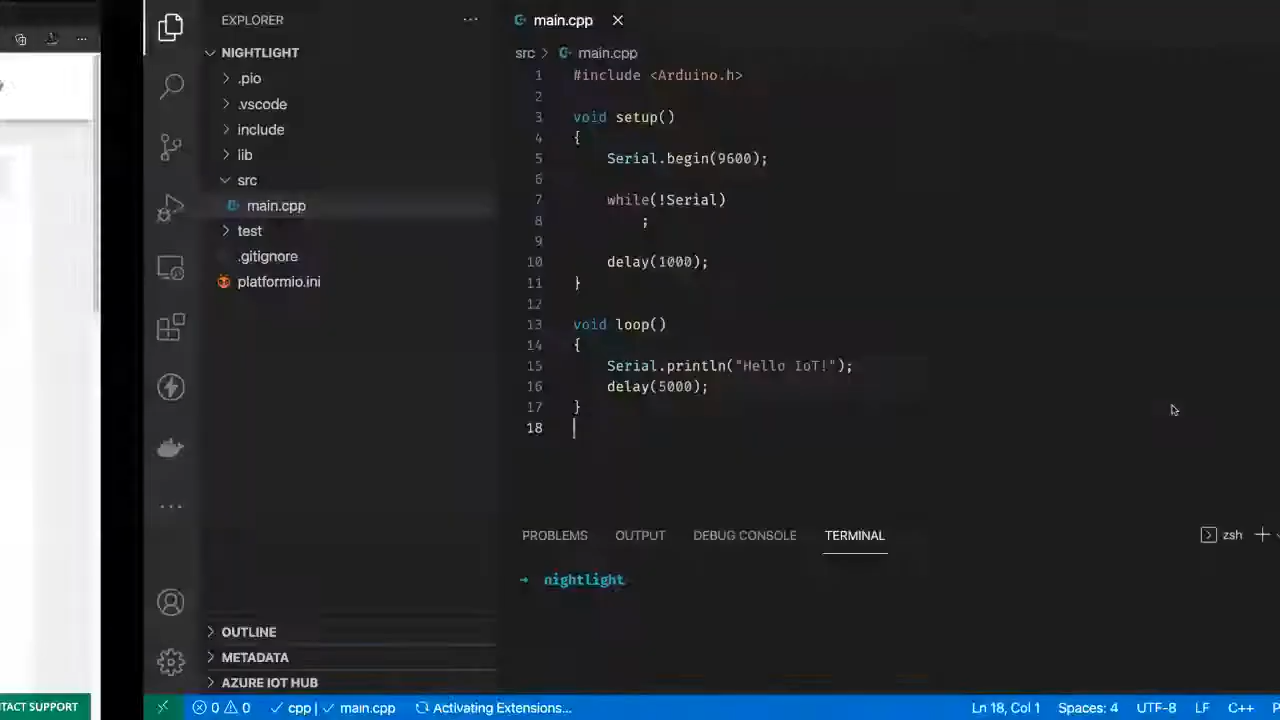 EXPLORER
NIGHTLIGHT
.pio
.vscode
include
lib
src
main.cpp
test
.gitignore
platformio.ini
OUTLINE
METADATA
AZURE IOT HUB
main.cpp
src > main.cpp
1 #include <Arduino.h>
2
3 void setup()
4 {
5 Serial.begin(9600);
6
7 while(!Serial)
8 ;
9
10 delay(1000);
11 }
12
13 void loop()
14 {
15 Serial.println("Hello IoT!");
16 delay(5000);
17 }
18
PROBLEMS OUTPUT DEBUG CONSOLE TERMINAL zsh
→ nightlight
NTACT SUPPORT
0 0 cpp | main.cpp Activating Extensions... Ln 18, Col 1 Spaces: 4 UTF-8 LF C++